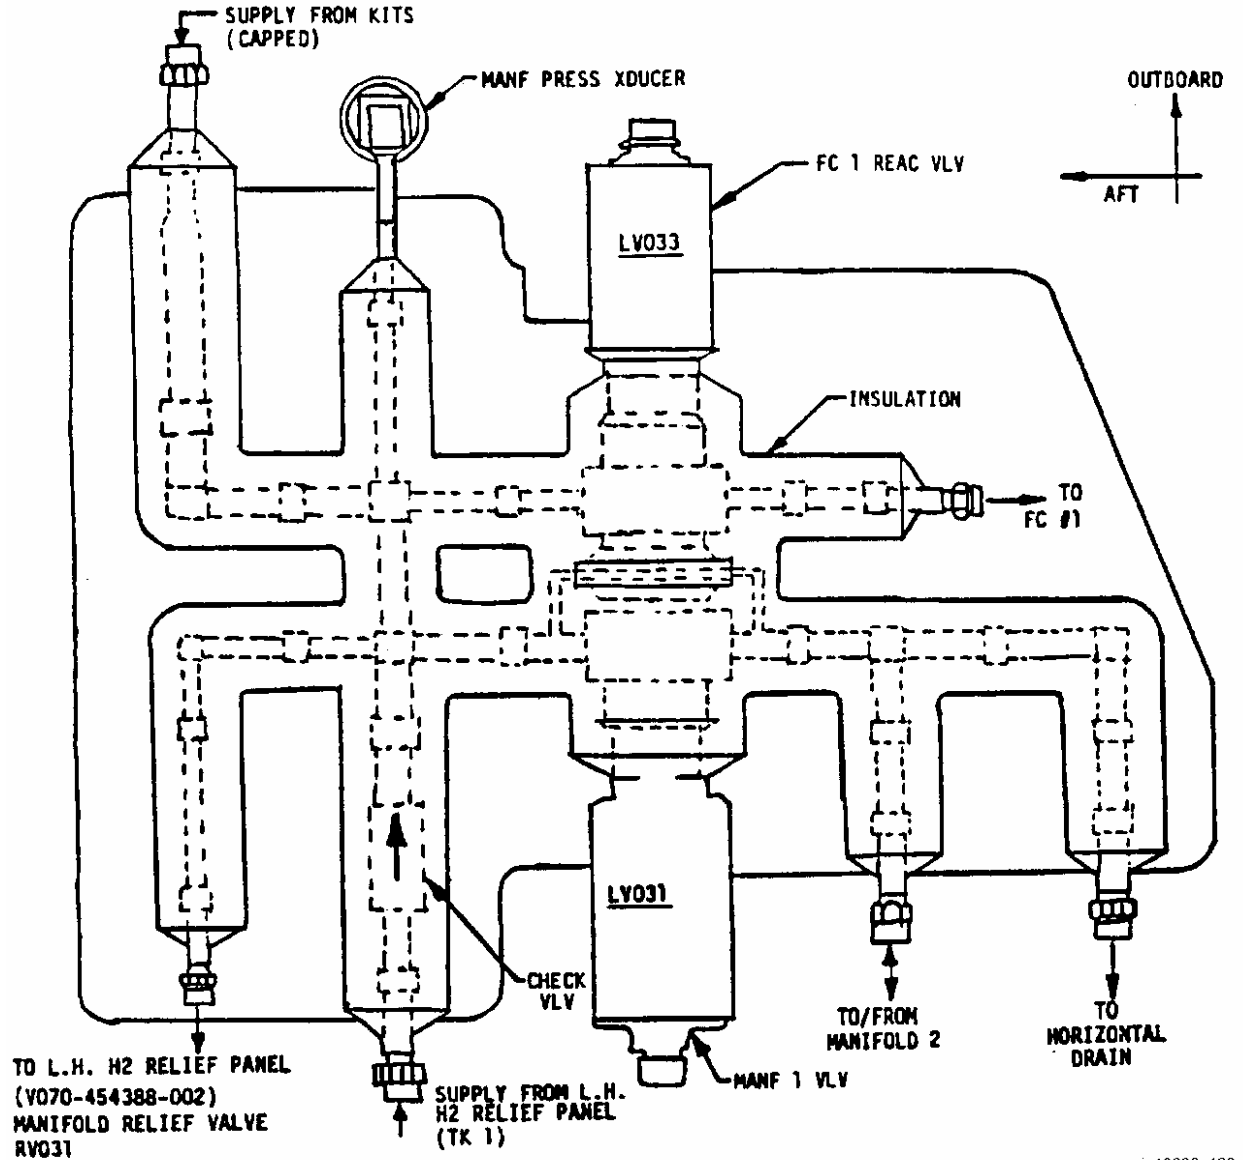 SUPPLY FROM KITS
(CAPPED)
MANF PRESS XDUCER
OUTBOARD
FC 1 REAC VLV
AFT
LV033
INSULATION
TO
FC #1
LV031
CHECK
VLV
TO/FROM
MANIFOLD 2
TO
HORIZONTAL
DRAIN
TO L.H. H2 RELIEF PANEL
(V070-454388-002)
MANIFOLD RELIEF VALVE
RV031
SUPPLY FROM L.H.
H2 RELIEF PANEL
(TK 1)
MANF 1 VLV